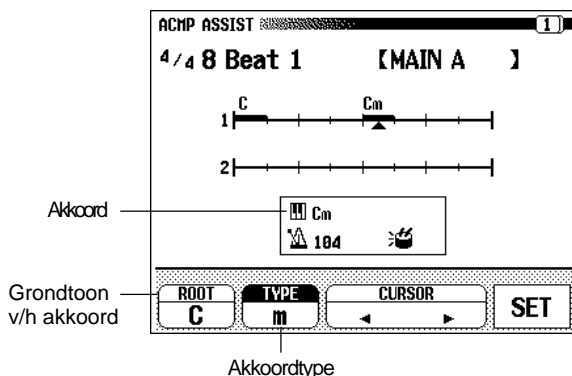 ACMP ASSIST 1
4/4 8 Beat 1 【MAIN A 】
C Cm
1
2
Akkoord
Cm
104
Grondtoon
v/h akkoord
ROOT TYPE CURSOR
C m ◄ ► SET
Akkoordtype